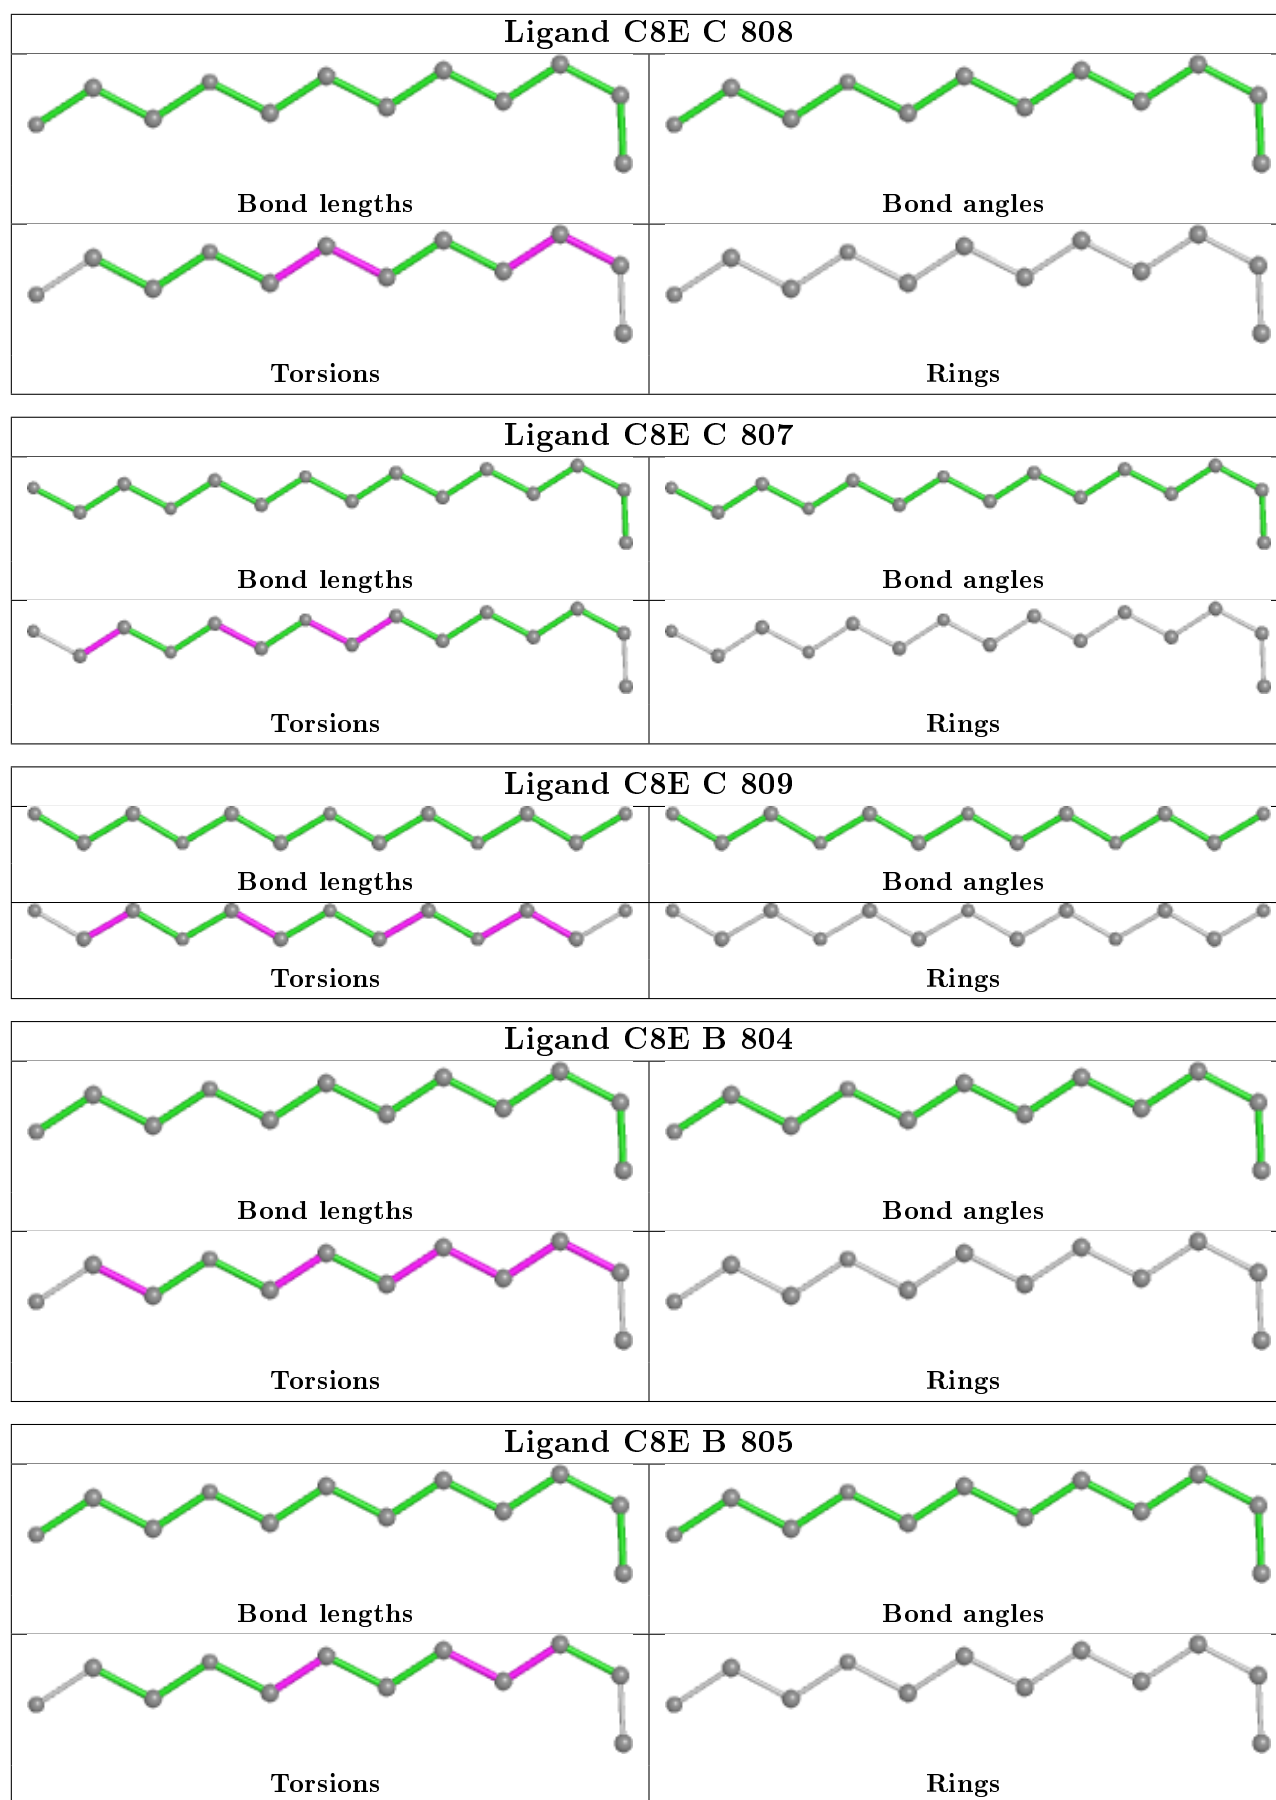 Ligand C8E C 808
Bond lengths
Bond angles
Torsions
Rings
Ligand C8E C 807
Bond lengths
Bond angles
Torsions
Rings
Ligand C8E C 809
Bond lengths
Bond angles
Torsions
Rings
Ligand C8E B 804
Bond lengths
Bond angles
Torsions
Rings
Ligand C8E B 805
Bond lengths
Bond angles
Torsions
Rings